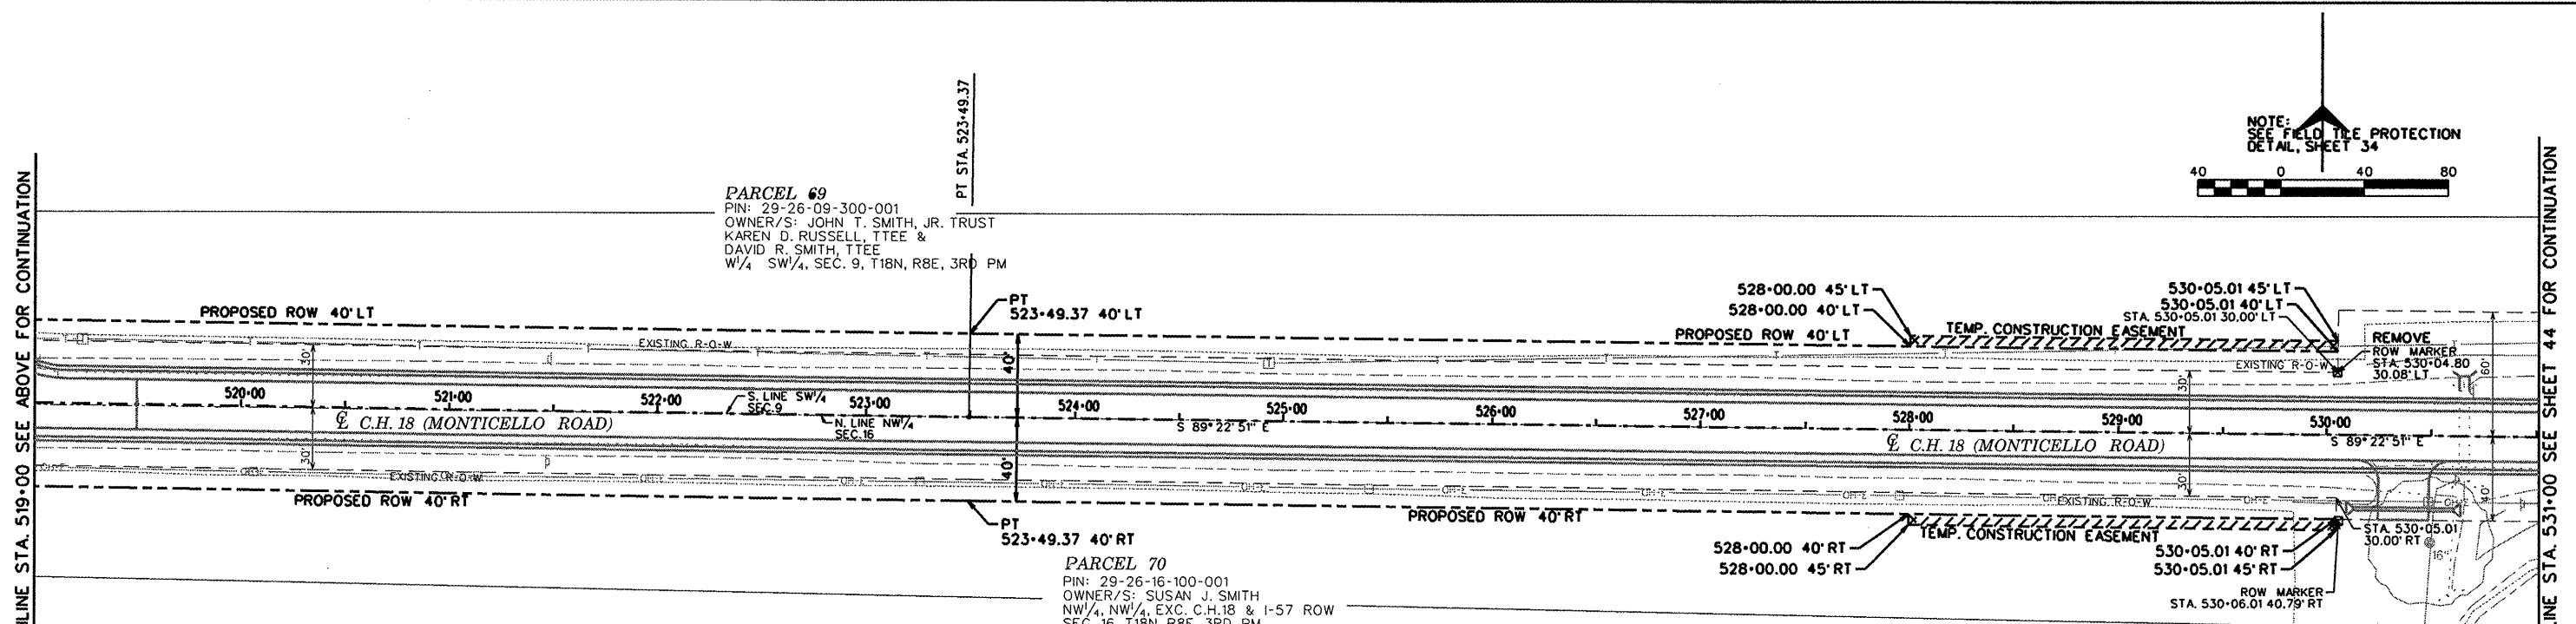 NOTE:
SEE FIELD TILE PROTECTION
DETAIL, SHEET 34
40 0 40 80
PT STA. 523+49.37
LINE STA. 519+00 SEE ABOVE FOR CONTINUATION
LINE STA. 531+00 SEE SHEET 44 FOR CONTINUATION
PARCEL 69
PIN: 29-26-09-300-001
OWNER/S: JOHN T. SMITH, JR. TRUST
KAREN D. RUSSELL, TTEE &
DAVID R. SMITH, TTEE
W1/4 SW1/4, SEC. 9, T18N, R8E, 3RD PM
PROPOSED ROW 40' LT
PT
523+49.37 40' LT
528+00.00 45' LT
528+00.00 40' LT
PROPOSED ROW 40' LT
TEMP. CONSTRUCTION EASEMENT
530+05.01 45' LT
530+05.01 40' LT
STA. 530+05.01 30.00' LT
REMOVE
ROW MARKER
STA. 530+04.80
30.08' LT
EXISTING R-O-W
EXISTING R-O-W
30'
40'
30'
60'
520+00
521+00
522+00
523+00
524+00
525+00
526+00
527+00
528+00
529+00
530+00
S. LINE SW1/4
SEC.9
N. LINE NW1/4
SEC.16
S 89° 22' 51" E
S 89° 22' 51" E
℄ C.H. 18 (MONTICELLO ROAD)
℄ C.H. 18 (MONTICELLO ROAD)
30'
40'
30'
40'
EXISTING R-O-W
EXISTING R-O-W
OH-E
PROPOSED ROW 40' RT
PROPOSED ROW 40' RT
PT
523+49.37 40' RT
528+00.00 40' RT
528+00.00 45' RT
TEMP. CONSTRUCTION EASEMENT
STA. 530+05.01
30.00' RT
16"
530+05.01 40' RT
530+05.01 45' RT
ROW MARKER
STA. 530+06.01 40.79' RT
PARCEL 70
PIN: 29-26-16-100-001
OWNER/S: SUSAN J. SMITH
NW1/4, NW1/4, EXC. C.H.18 & I-57 ROW
SEC. 16, T18N, R8E, 3RD PM